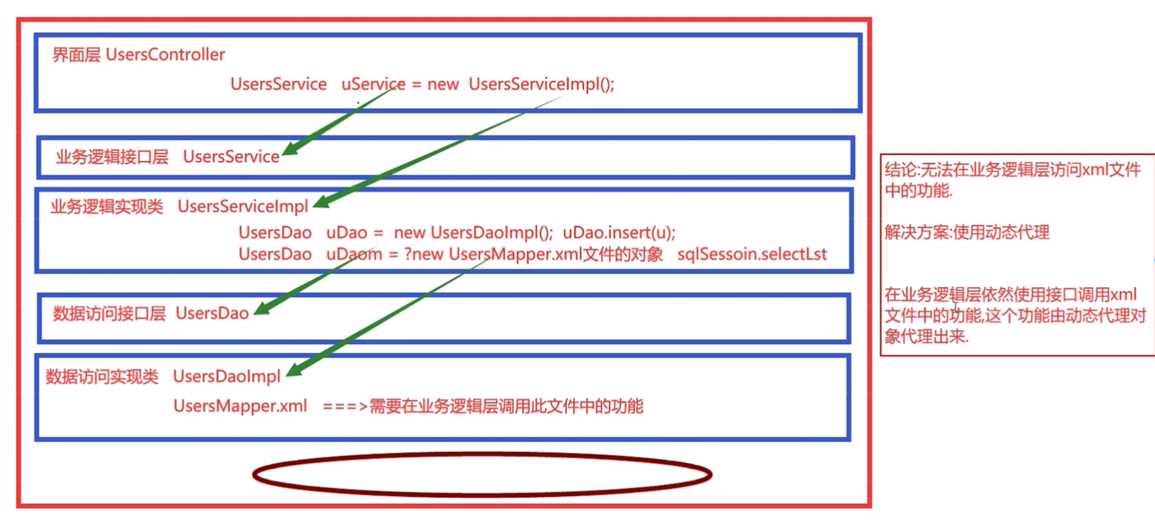 界面层 UsersController
UsersService uService = new UsersServiceImpl();
业务逻辑接口层 UsersService
业务逻辑实现类 UsersServiceImpl
UsersDao uDao = new UsersDaoImpl(); uDao.insert(u);
UsersDao uDaom = ?new UsersMapper.xml文件的对象 sqlSessoin.selectLst
数据访问接口层 UsersDao
数据访问实现类 UsersDaoImpl
UsersMapper.xml ===>需要在业务逻辑层调用此文件中的功能
结论:无法在业务逻辑层访问xml文件
中的功能.
解决方案:使用动态代理
在业务逻辑层依然使用接口调用xml
文件中的功能,这个功能由动态代理对
象代理出来.